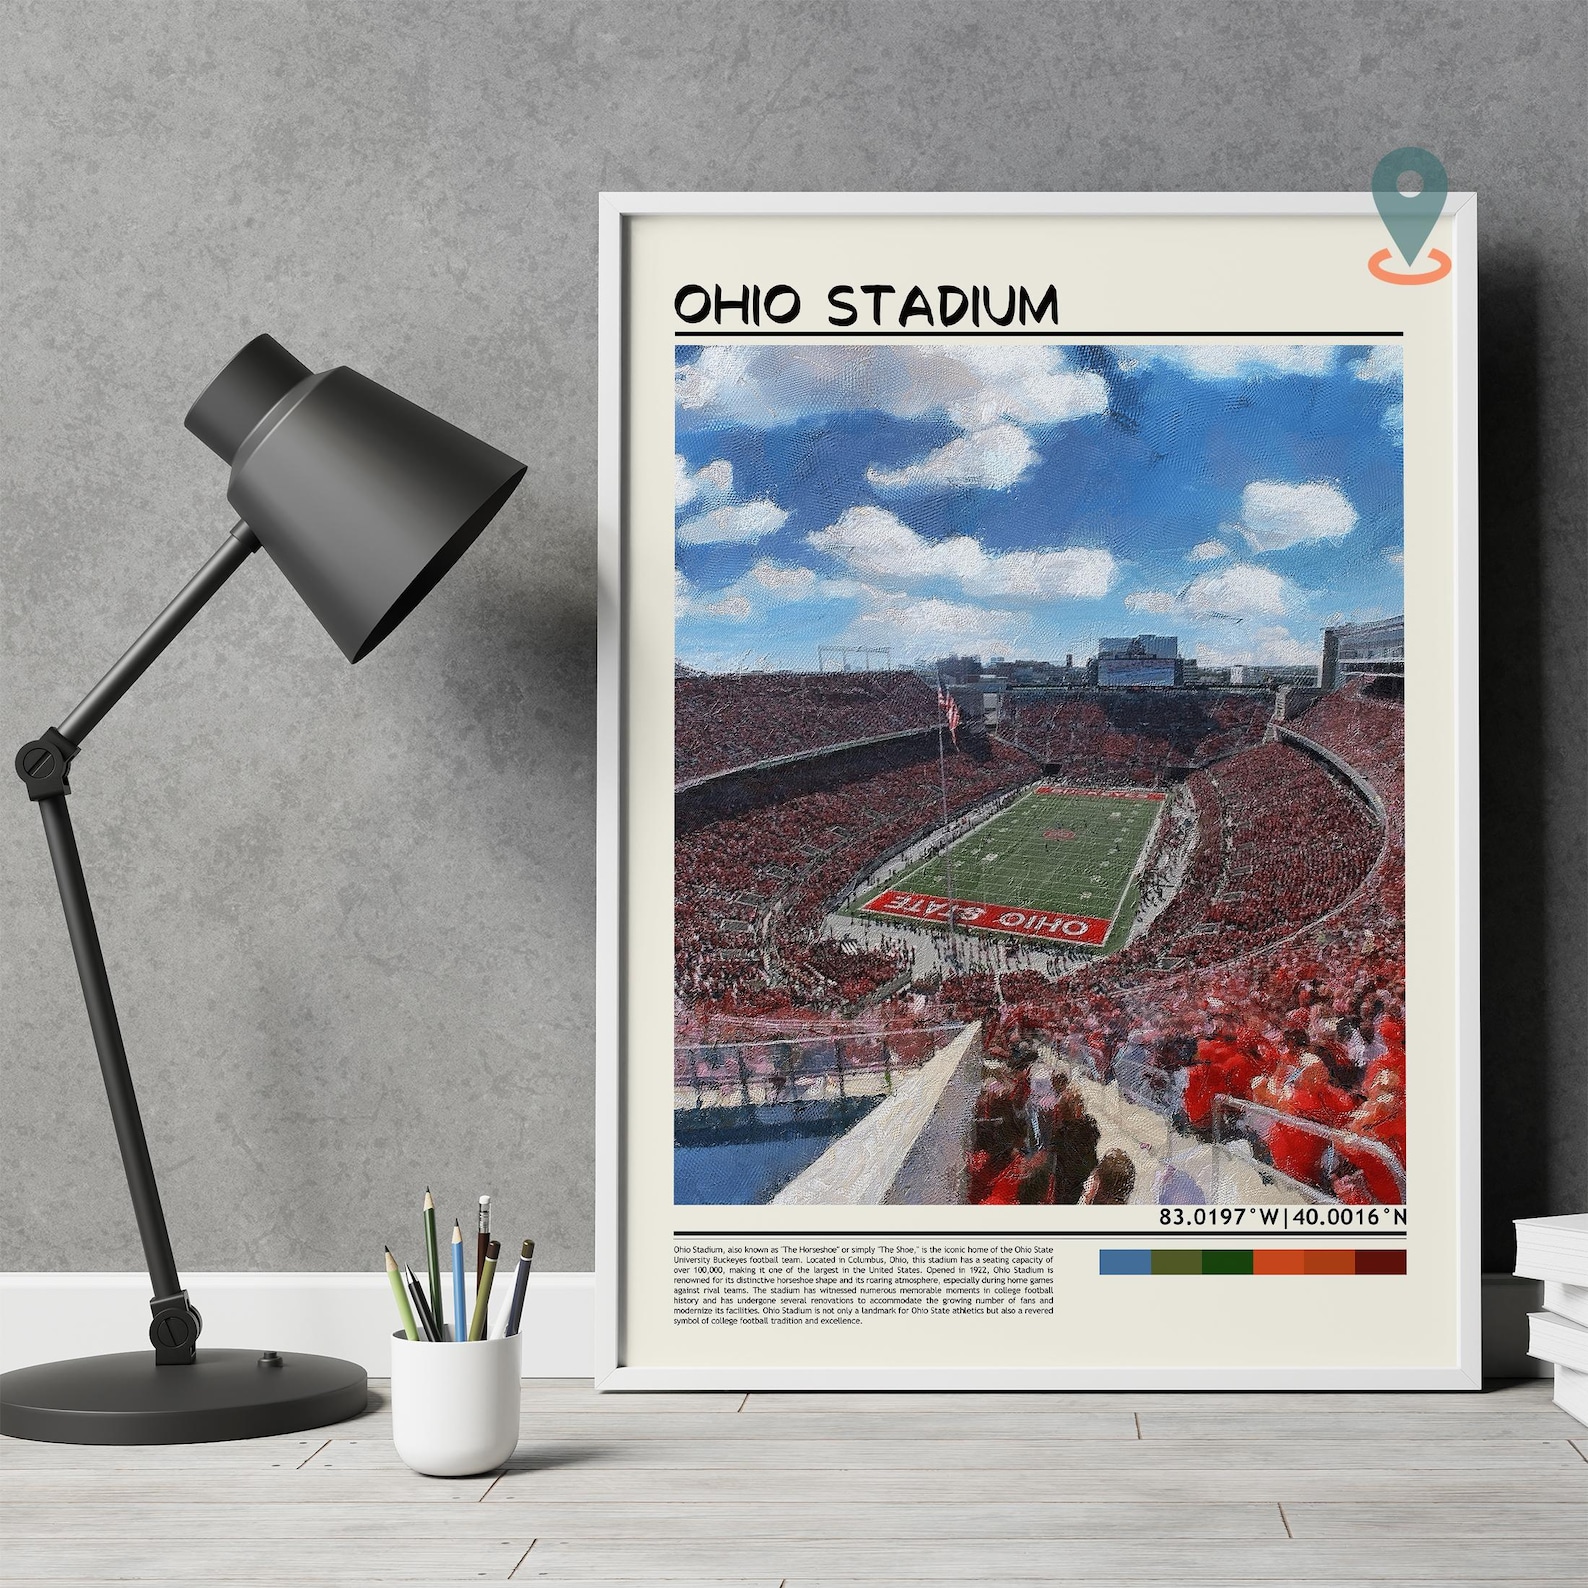 OHIO STADIUM
STADIUM
OHIO STATE
83.0197°W|40.0016°N
Ohio Stadium, also known as "The Horseshoe" or simply "The Shoe," is the iconic home of the Ohio State
University Buckeyes football team. Located in Columbus, Ohio, this stadium has a seating capacity of
over 100,000, making it one of the largest in the United States. Opened in 1922, Ohio Stadium is
renowned for its distinctive horseshoe shape and its roaring atmosphere, especially during home games
against rival teams. The stadium has witnessed numerous memorable moments in college football
history and has undergone several renovations to accommodate the growing number of fans and
modernize its facilities. Ohio Stadium is not only a landmark for Ohio State athletics but also a revered
symbol of college football tradition and excellence.